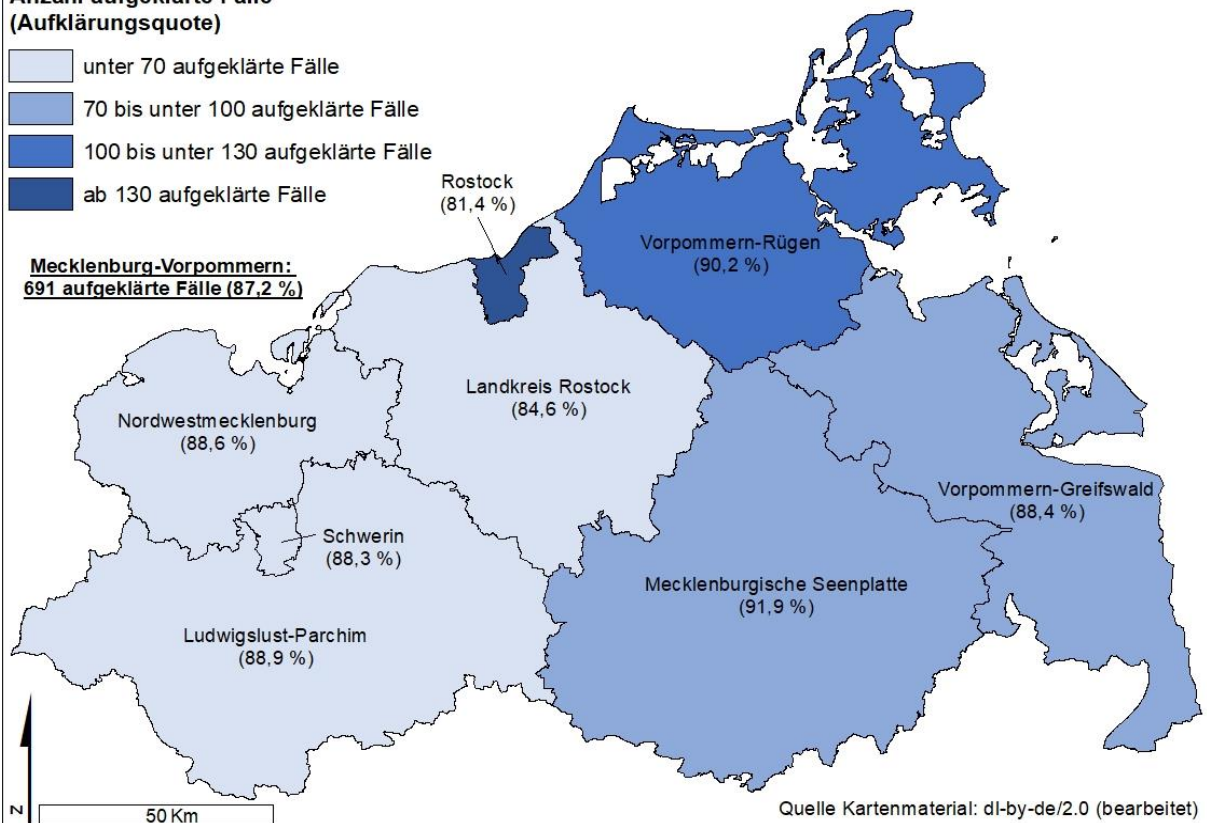 Anzahl aufgeklärte Fälle
(Aufklärungsquote)
unter 70 aufgeklärte Fälle
70 bis unter 100 aufgeklärte Fälle
100 bis unter 130 aufgeklärte Fälle
ab 130 aufgeklärte Fälle
Mecklenburg-Vorpommern:
691 aufgeklärte Fälle (87,2 %)
Rostock
(81,4 %)
Vorpommern-Rügen
(90,2 %)
Landkreis Rostock
(84,6 %)
Nordwestmecklenburg
(88,6 %)
Vorpommern-Greifswald
(88,4 %)
Schwerin
(88,3 %)
Mecklenburgische Seenplatte
(91,9 %)
Ludwigslust-Parchim
(88,9 %)
N
50 Km
Quelle Kartenmaterial: dl-by-de/2.0 (bearbeitet)